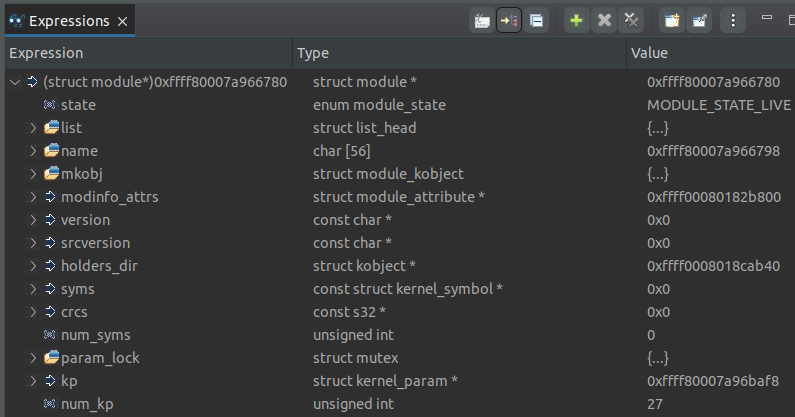 Expressions
Expression Type Value
(struct module*)0xffff80007a966780 struct module * 0xffff80007a966780
state enum module_state MODULE_STATE_LIVE
list struct list_head {...}
name char [56] 0xffff80007a966798
mkobj struct module_kobject {...}
modinfo_attrs struct module_attribute * 0xffff00080182b800
version const char * 0x0
srcversion const char * 0x0
holders_dir struct kobject * 0xffff0008018cab40
syms const struct kernel_symbol * 0x0
crcs const s32 * 0x0
num_syms unsigned int 0
param_lock struct mutex {...}
kp struct kernel_param * 0xffff80007a96baf8
num_kp unsigned int 27